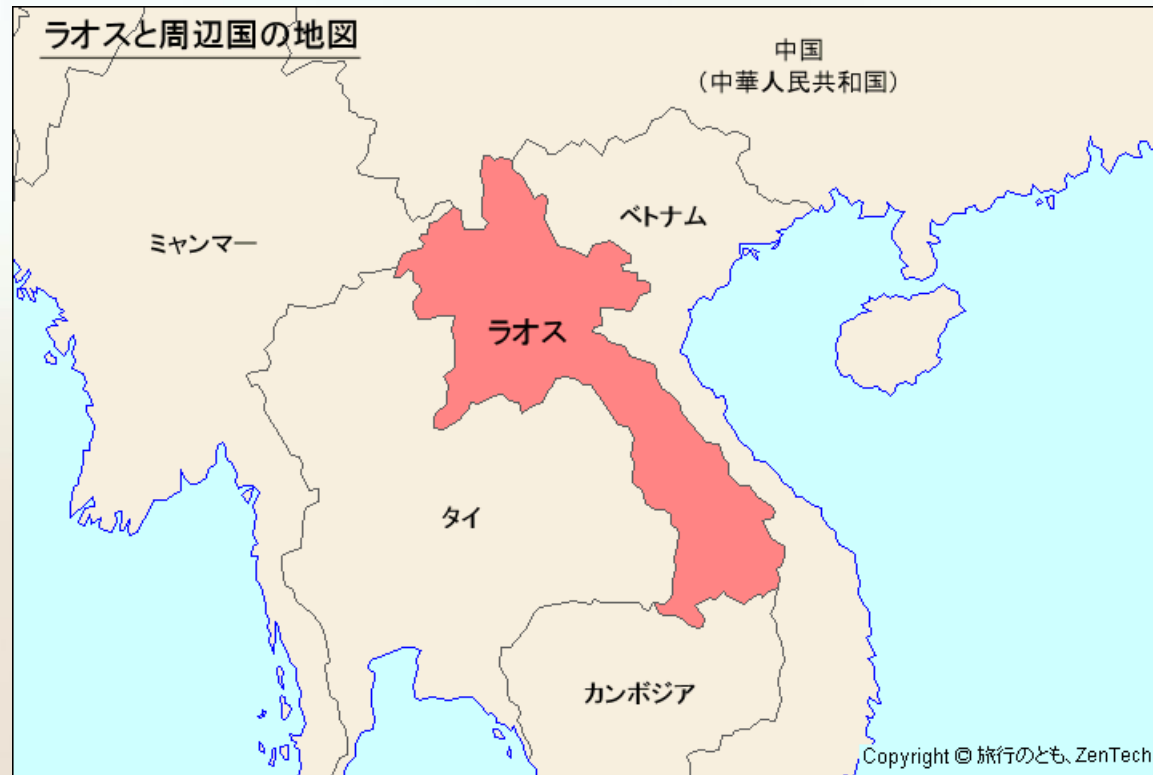 ラオスと周辺国の地図
中国
（中華人民共和国）
ベトナム
ミャンマー
ラオス
タイ
カンボジア
Copyright © 旅行のとも、ZenTech